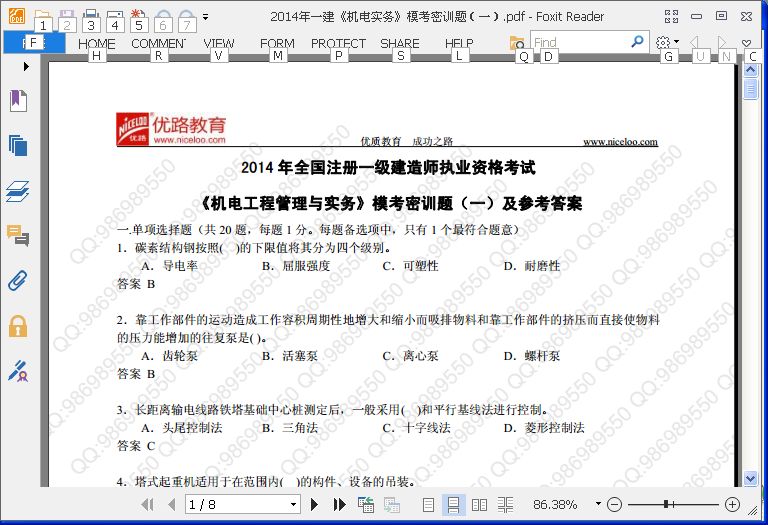 2014年一建《机电实务》模考密训题（一）.pdf - Foxit Reader
1 2 3 4 5 6 7
F HOME COMMENT VIEW FORM PROTECT SHARE HELP Find
H R V M P S L Q D G U N C
NICELOO 优路 优路教育
www.niceloo.com 优质教育 成功之路 www.niceloo.com
2014 年全国注册一级建造师执业资格考试
《机电工程管理与实务》模考密训题（一）及参考答案
一.单项选择题（共 20 题，每题 1 分。每题备选项中，只有 1 个最符合题意）
1．碳素结构钢按照( )的下限值将其分为四个级别。
A．导电率 B．屈服强度 C．可塑性 D．耐磨性
答案 B
2．靠工作部件的运动造成工作容积周期性地增大和缩小而吸排物料和靠工作部件的挤压而直接使物料
的压力能增加的往复泵是( )。
A．齿轮泵 B．活塞泵 C．离心泵 D．螺杆泵
答案 B
3．长距离输电线路铁塔基础中心桩测定后，一般采用( )和平行基线法进行控制。
A．头尾控制法 B．三角法 C．十字线法 D．菱形控制法
答案 C
4．塔式起重机适用于在范围内( )的构件、设备的吊装。
QQ:986989550
1 / 8 86.38%